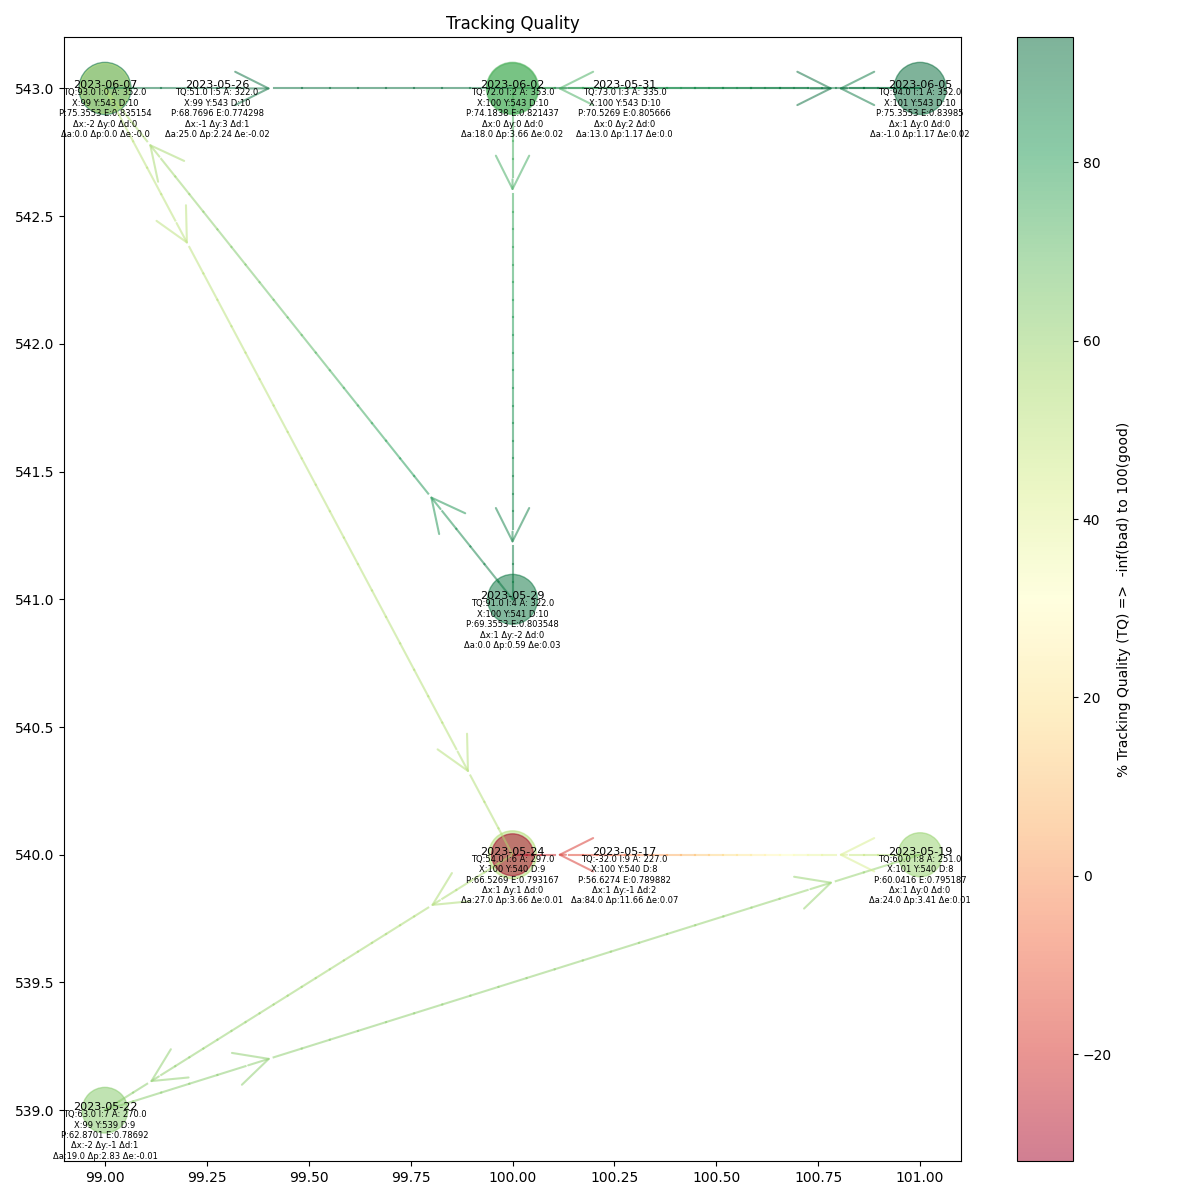 Tracking Quality
543.0
542.5
542.0
541.5
541.0
540.5
540.0
539.5
539.0
2023-06-07
TQ:93.0 I:0 A: 352.0
X:99 Y:543 D:10
P:75.3553 E:0.835154
Δx:-2 Δy:0 Δd:0
Δa:0.0 Δp:0.0 Δe:-0.0
2023-05-26
TQ:51.0 I:5 A: 322.0
X:99 Y:543 D:10
P:68.7696 E:0.774298
Δx:-1 Δy:3 Δd:1
Δa:25.0 Δp:2.24 Δe:-0.02
2023-06-02
TQ:72.0 I:2 A: 353.0
X:100 Y:543 D:10
P:74.1838 E:0.821437
Δx:0 Δy:0 Δd:0
Δa:18.0 Δp:3.66 Δe:0.02
2023-05-31
TQ:73.0 I:3 A: 335.0
X:100 Y:543 D:10
P:70.5269 E:0.805666
Δx:0 Δy:2 Δd:0
Δa:13.0 Δp:1.17 Δe:0.0
2023-06-05
TQ:94.0 I:1 A: 352.0
X:101 Y:543 D:10
P:75.3553 E:0.83985
Δx:1 Δy:0 Δd:0
Δa:-1.0 Δp:1.17 Δe:0.02
2023-05-29
TQ:91.0 I:4 A: 322.0
X:100 Y:541 D:10
P:69.3553 E:0.803548
Δx:1 Δy:-2 Δd:0
Δa:0.0 Δp:0.59 Δe:0.03
2023-05-24
TQ:54.0 I:6 A: 297.0
X:100 Y:540 D:9
P:66.5269 E:0.793167
Δx:1 Δy:1 Δd:0
Δa:27.0 Δp:3.66 Δe:0.01
2023-05-17
TQ:-32.0 I:9 A: 227.0
X:100 Y:540 D:8
P:56.6274 E:0.789882
Δx:1 Δy:-1 Δd:2
Δa:84.0 Δp:11.66 Δe:0.07
2023-05-19
TQ:60.0 I:8 A: 251.0
X:101 Y:540 D:8
P:60.0416 E:0.795187
Δx:1 Δy:0 Δd:0
Δa:24.0 Δp:3.41 Δe:0.01
2023-05-22
TQ:63.0 I:7 A: 270.0
X:99 Y:539 D:9
P:62.8701 E:0.78692
Δx:-2 Δy:-1 Δd:1
Δa:19.0 Δp:2.83 Δe:-0.01
99.00 99.25 99.50 99.75 100.00 100.25 100.50 100.75 101.00
80
60
40
20
0
−20
% Tracking Quality (TQ) =>  -inf(bad) to 100(good)